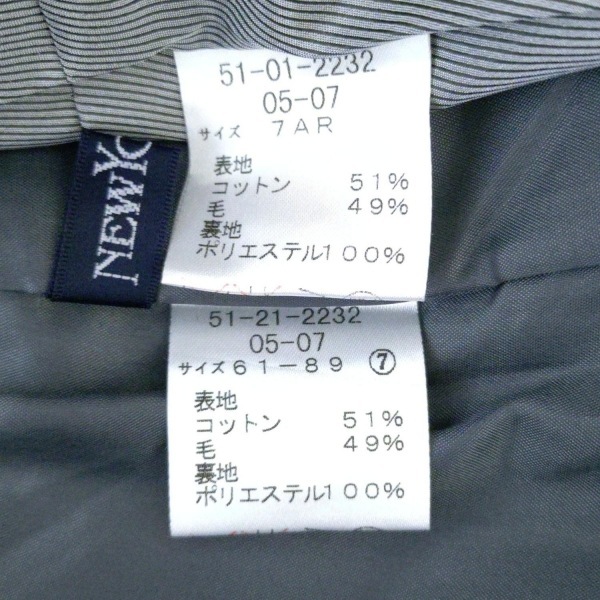 51-01-2232
05-07
サイズ 7AR
表地
コットン 51%
毛 49%
裏地
ポリエステル100%
NEWYO
51-21-2232
05-07
サイズ 61-89 ⑦
表地
コットン 51%
毛 49%
裏地
ポリエステル100%